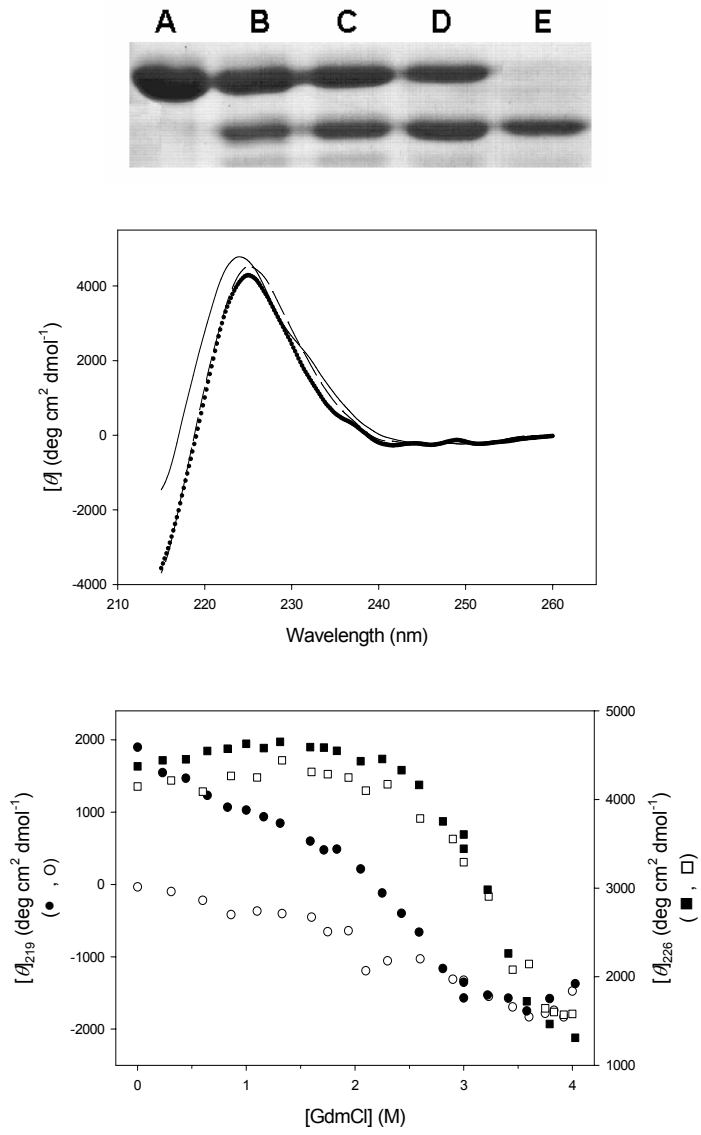 A B C D E
4000
2000
0
-2000
-4000
[θ] (deg cm² dmol⁻¹)
210 220 230 240 250 260
Wavelength (nm)
2000
1000
0
-1000
-2000
[θ]₂₁₉ (deg cm² dmol⁻¹)
(●, ○)
5000
4000
3000
2000
1000
[θ]₂₂₆ (deg cm² dmol⁻¹)
(■, □)
0 1 2 3 4
[GdmCl] (M)